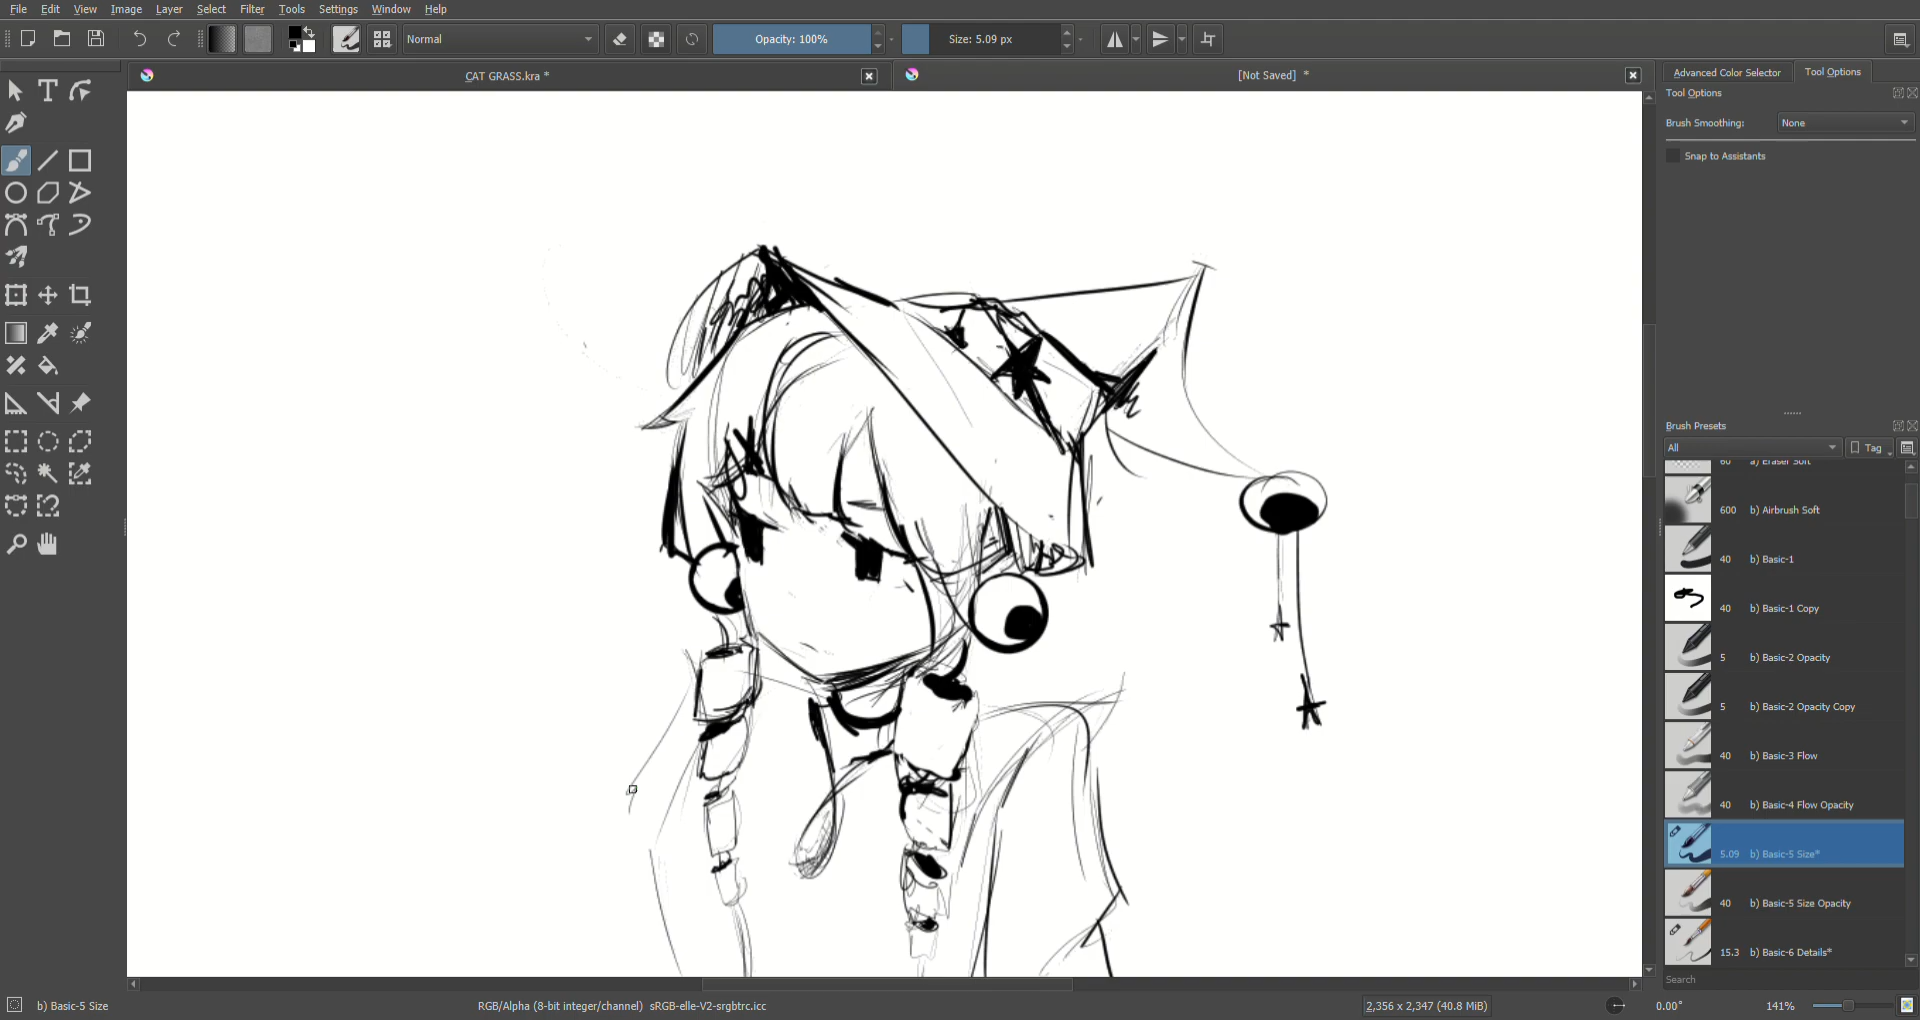 File Edit View Image Layer Select Filter Tools Settings Window Help
Normal Opacity: 100% Size: 5.09 px
CAT GRASS.kra * [Not Saved] *
Advanced Color Selector Tool Options
Tool Options
Brush Smoothing: None
Snap to Assistants
Brush Presets
All Tag
60 a) Eraser Soft
600 b) Airbrush Soft
40 b) Basic-1
40 b) Basic-1 Copy
5 b) Basic-2 Opacity
5 b) Basic-2 Opacity Copy
40 b) Basic-3 Flow
40 b) Basic-4 Flow Opacity
5.09 b) Basic-5 Size*
40 b) Basic-5 Size Opacity
15.3 b) Basic-6 Details*
Search
b) Basic-5 Size RGB/Alpha (8-bit integer/channel) sRGB-elle-V2-srgbtrc.icc 2,356 x 2,347 (40.8 MiB) 0.00° 141%